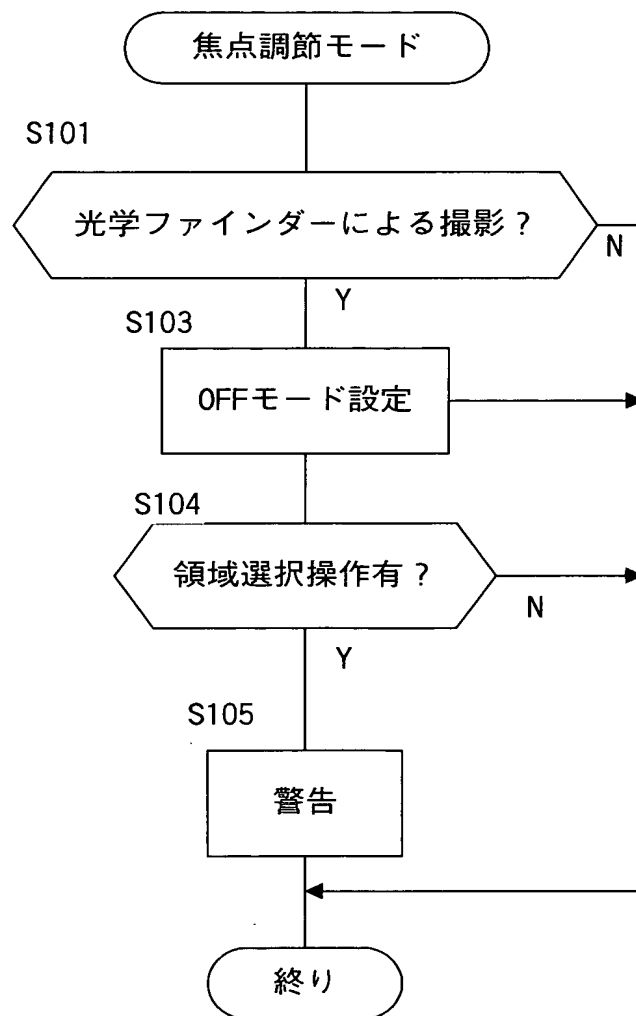 焦点調節モード
S101
光学ファインダーによる撮影?
N
Y
S103
OFFモード設定
S104
領域選択操作有?
N
Y
S105
警告
終り